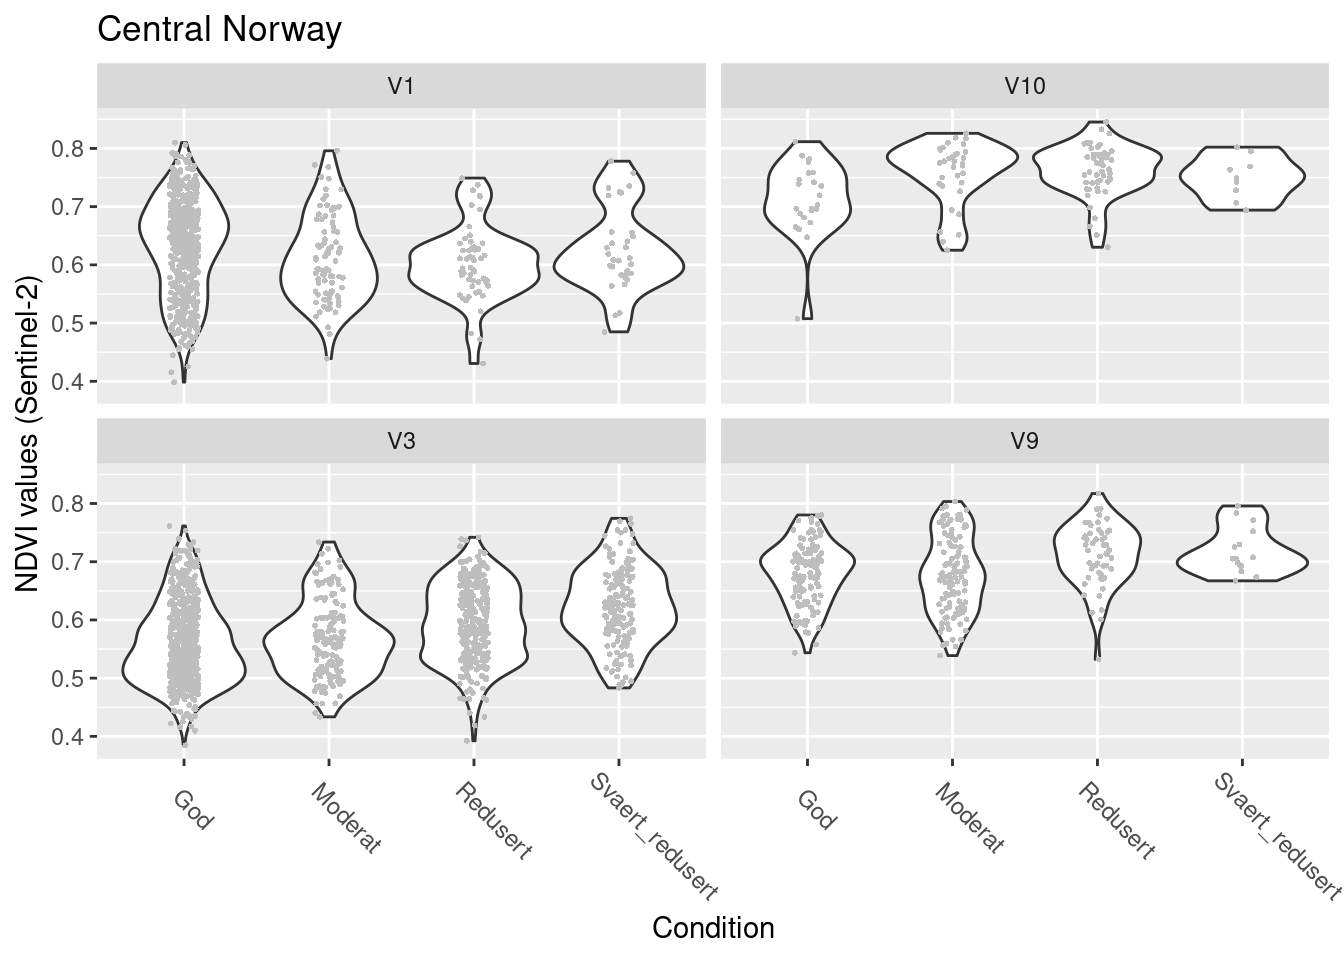 Central Norway
V1
V10
0.8
0.7
0.6
0.5
0.4
V3
V9
0.8
0.7
0.6
0.5
0.4
NDVI values (Sentinel-2)
God
Moderat
Redusert
Svaert_redusert
God
Moderat
Redusert
Svaert_redusert
Condition